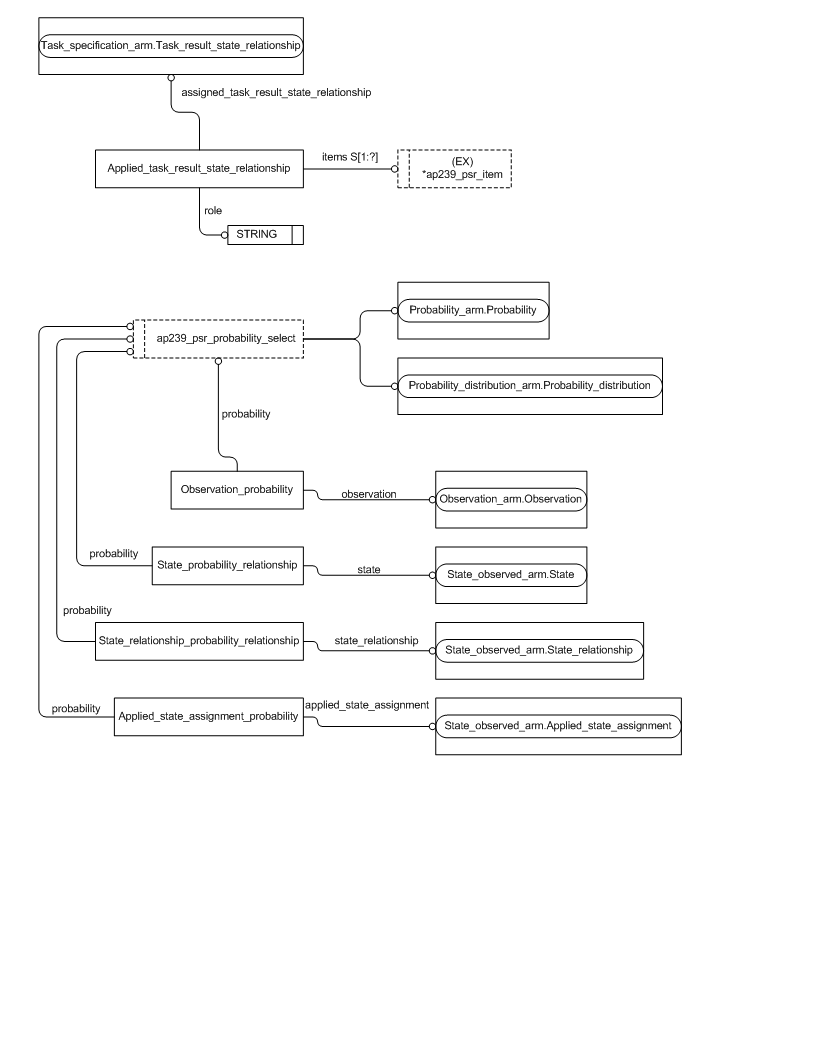 Task_specification_arm.Task_result_state_relationship
assigned_task_result_state_relationship
Applied_task_result_state_relationship
items S[1:?]
(EX)
*ap239_psr_item
role
STRING
Probability_arm.Probability
ap239_psr_probability_select
Probability_distribution_arm.Probability_distribution
probability
Observation_probability
observation
Observation_arm.Observation
probability
State_probability_relationship
state
State_observed_arm.State
probability
State_relationship_probability_relationship
state_relationship
State_observed_arm.State_relationship
probability
Applied_state_assignment_probability
applied_state_assignment
State_observed_arm.Applied_state_assignment